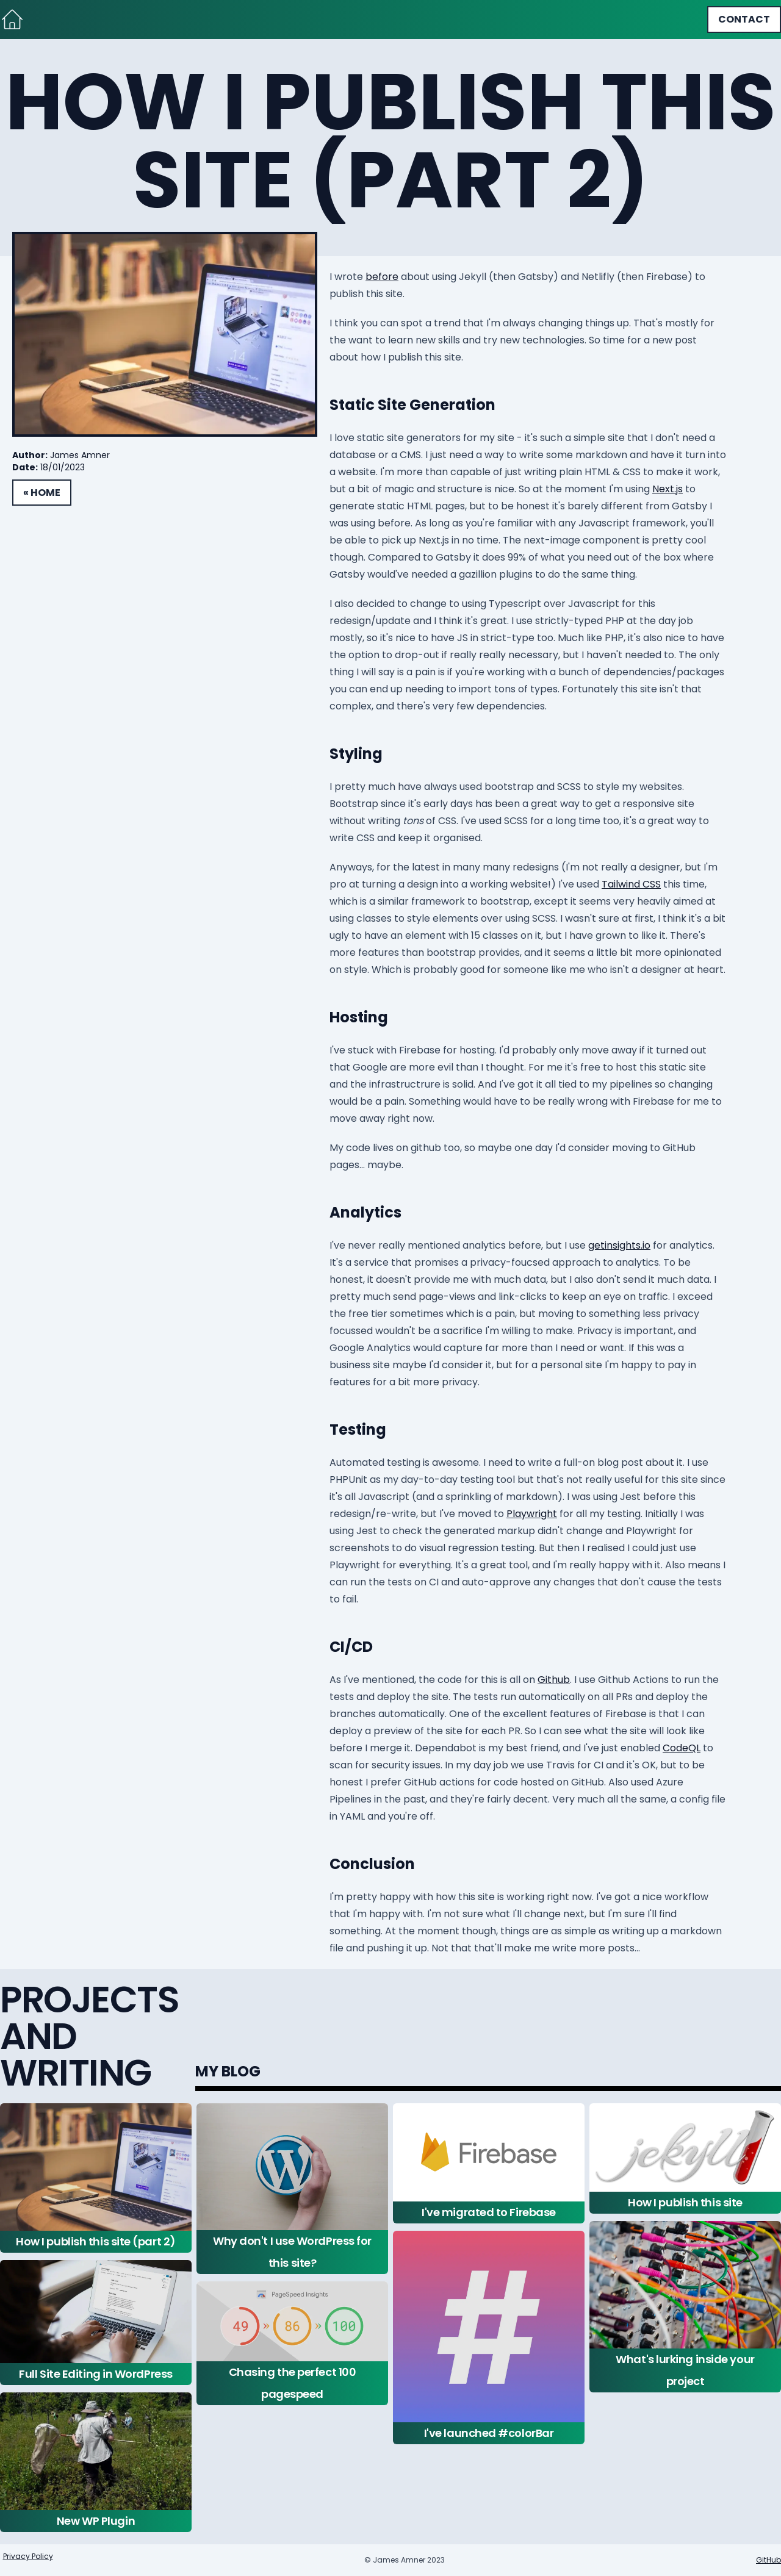 CONTACT
HOW I PUBLISH THIS
SITE (PART 2)
Author: James Amner
Date: 18/01/2023
« HOME
I wrote before about using Jekyll (then Gatsby) and Netlifly (then Firebase) to
publish this site.
I think you can spot a trend that I'm always changing things up. That's mostly for
the want to learn new skills and try new technologies. So time for a new post
about how I publish this site.
Static Site Generation
I love static site generators for my site - it's such a simple site that I don't need a
database or a CMS. I just need a way to write some markdown and have it turn into
a website. I'm more than capable of just writing plain HTML & CSS to make it work,
but a bit of magic and structure is nice. So at the moment I'm using Next.js to
generate static HTML pages, but to be honest it's barely different from Gatsby I
was using before. As long as you're familiar with any Javascript framework, you'll
be able to pick up Next.js in no time. The next-image component is pretty cool
though. Compared to Gatsby it does 99% of what you need out of the box where
Gatsby would've needed a gazillion plugins to do the same thing.
I also decided to change to using Typescript over Javascript for this
redesign/update and I think it's great. I use strictly-typed PHP at the day job
mostly, so it's nice to have JS in strict-type too. Much like PHP, it's also nice to have
the option to drop-out if really really necessary, but I haven't needed to. The only
thing I will say is a pain is if you're working with a bunch of dependencies/packages
you can end up needing to import tons of types. Fortunately this site isn't that
complex, and there's very few dependencies.
Styling
I pretty much have always used bootstrap and SCSS to style my websites.
Bootstrap since it's early days has been a great way to get a responsive site
without writing tons of CSS. I've used SCSS for a long time too, it's a great way to
write CSS and keep it organised.
Anyways, for the latest in many many redesigns (I'm not really a designer, but I'm
pro at turning a design into a working website!) I've used Tailwind CSS this time,
which is a similar framework to bootstrap, except it seems very heavily aimed at
using classes to style elements over using SCSS. I wasn't sure at first, I think it's a bit
ugly to have an element with 15 classes on it, but I have grown to like it. There's
more features than bootstrap provides, and it seems a little bit more opinionated
on style. Which is probably good for someone like me who isn't a designer at heart.
Hosting
I've stuck with Firebase for hosting. I'd probably only move away if it turned out
that Google are more evil than I thought. For me it's free to host this static site
and the infrastructrure is solid. And I've got it all tied to my pipelines so changing
would be a pain. Something would have to be really wrong with Firebase for me to
move away right now.
My code lives on github too, so maybe one day I'd consider moving to GitHub
pages... maybe.
Analytics
I've never really mentioned analytics before, but I use getinsights.io for analytics.
It's a service that promises a privacy-foucsed approach to analytics. To be
honest, it doesn't provide me with much data, but I also don't send it much data. I
pretty much send page-views and link-clicks to keep an eye on traffic. I exceed
the free tier sometimes which is a pain, but moving to something less privacy
focussed wouldn't be a sacrifice I'm willing to make. Privacy is important, and
Google Analytics would capture far more than I need or want. If this was a
business site maybe I'd consider it, but for a personal site I'm happy to pay in
features for a bit more privacy.
Testing
Automated testing is awesome. I need to write a full-on blog post about it. I use
PHPUnit as my day-to-day testing tool but that's not really useful for this site since
it's all Javascript (and a sprinkling of markdown). I was using Jest before this
redesign/re-write, but I've moved to Playwright for all my testing. Initially I was
using Jest to check the generated markup didn't change and Playwright for
screenshots to do visual regression testing. But then I realised I could just use
Playwright for everything. It's a great tool, and I'm really happy with it. Also means I
can run the tests on CI and auto-approve any changes that don't cause the tests
to fail.
CI/CD
As I've mentioned, the code for this is all on Github. I use Github Actions to run the
tests and deploy the site. The tests run automatically on all PRs and deploy the
branches automatically. One of the excellent features of Firebase is that I can
deploy a preview of the site for each PR. So I can see what the site will look like
before I merge it. Dependabot is my best friend, and I've just enabled CodeQL to
scan for security issues. In my day job we use Travis for CI and it's OK, but to be
honest I prefer GitHub actions for code hosted on GitHub. Also used Azure
Pipelines in the past, and they're fairly decent. Very much all the same, a config file
in YAML and you're off.
Conclusion
I'm pretty happy with how this site is working right now. I've got a nice workflow
that I'm happy with. I'm not sure what I'll change next, but I'm sure I'll find
something. At the moment though, things are as simple as writing up a markdown
file and pushing it up. Not that that'll make me write more posts...
PROJECTS
AND
WRITING
MY BLOG
How I publish this site (part 2)
Full Site Editing in WordPress
New WP Plugin
Why don't I use WordPress for
this site?
PageSpeed Insights
49 » 86 » 100
Chasing the perfect 100
pagespeed
Firebase
I've migrated to Firebase
#
I've launched #colorBar
jekyll
How I publish this site
What's lurking inside your
project
Privacy Policy
© James Amner 2023
GitHub